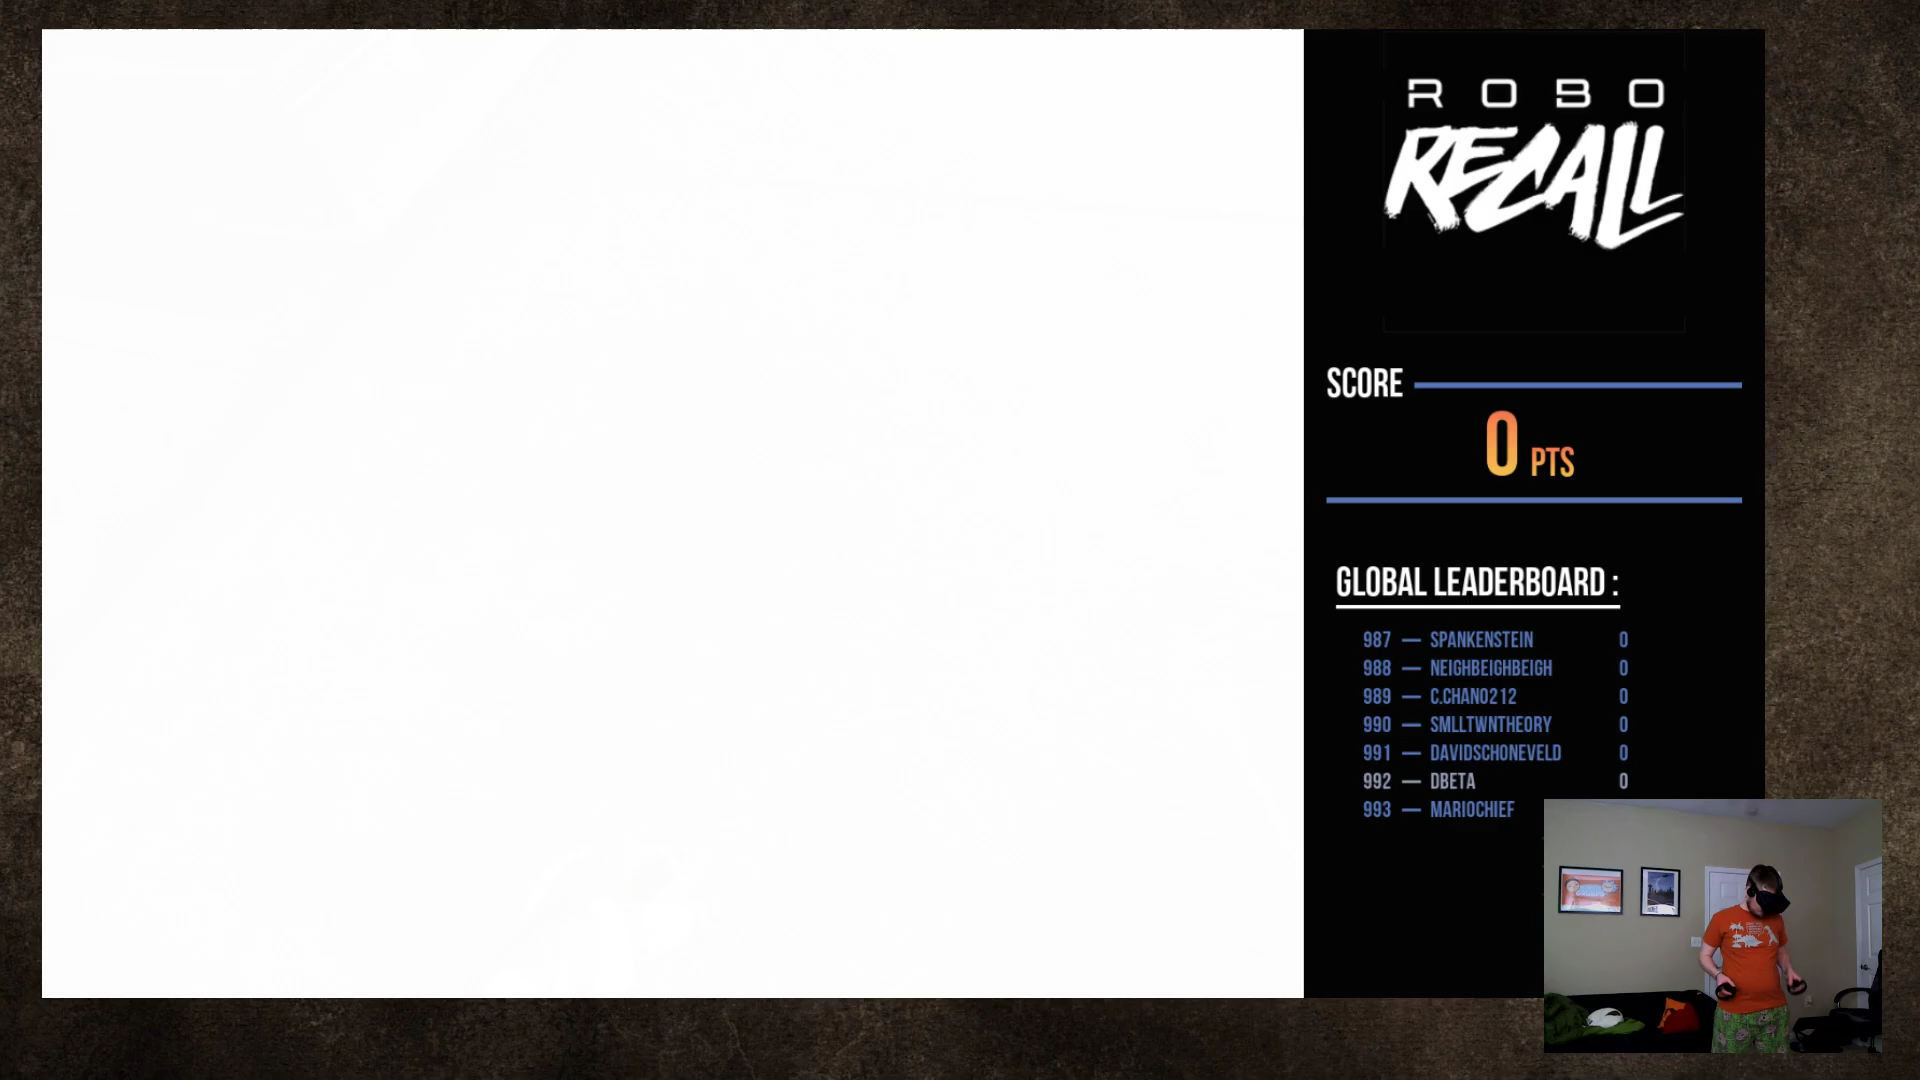 ROBO
RECALL
SCORE
0 PTS
GLOBAL LEADERBOARD :
987 — SPANKENSTEIN 0
988 — NEIGHBEIGHBEIGH 0
989 — C.CHANO212 0
990 — SMLLTWNTHEORY 0
991 — DAVIDSCHONEVELD 0
992 — DBETA 0
993 — MARIOCHIEF